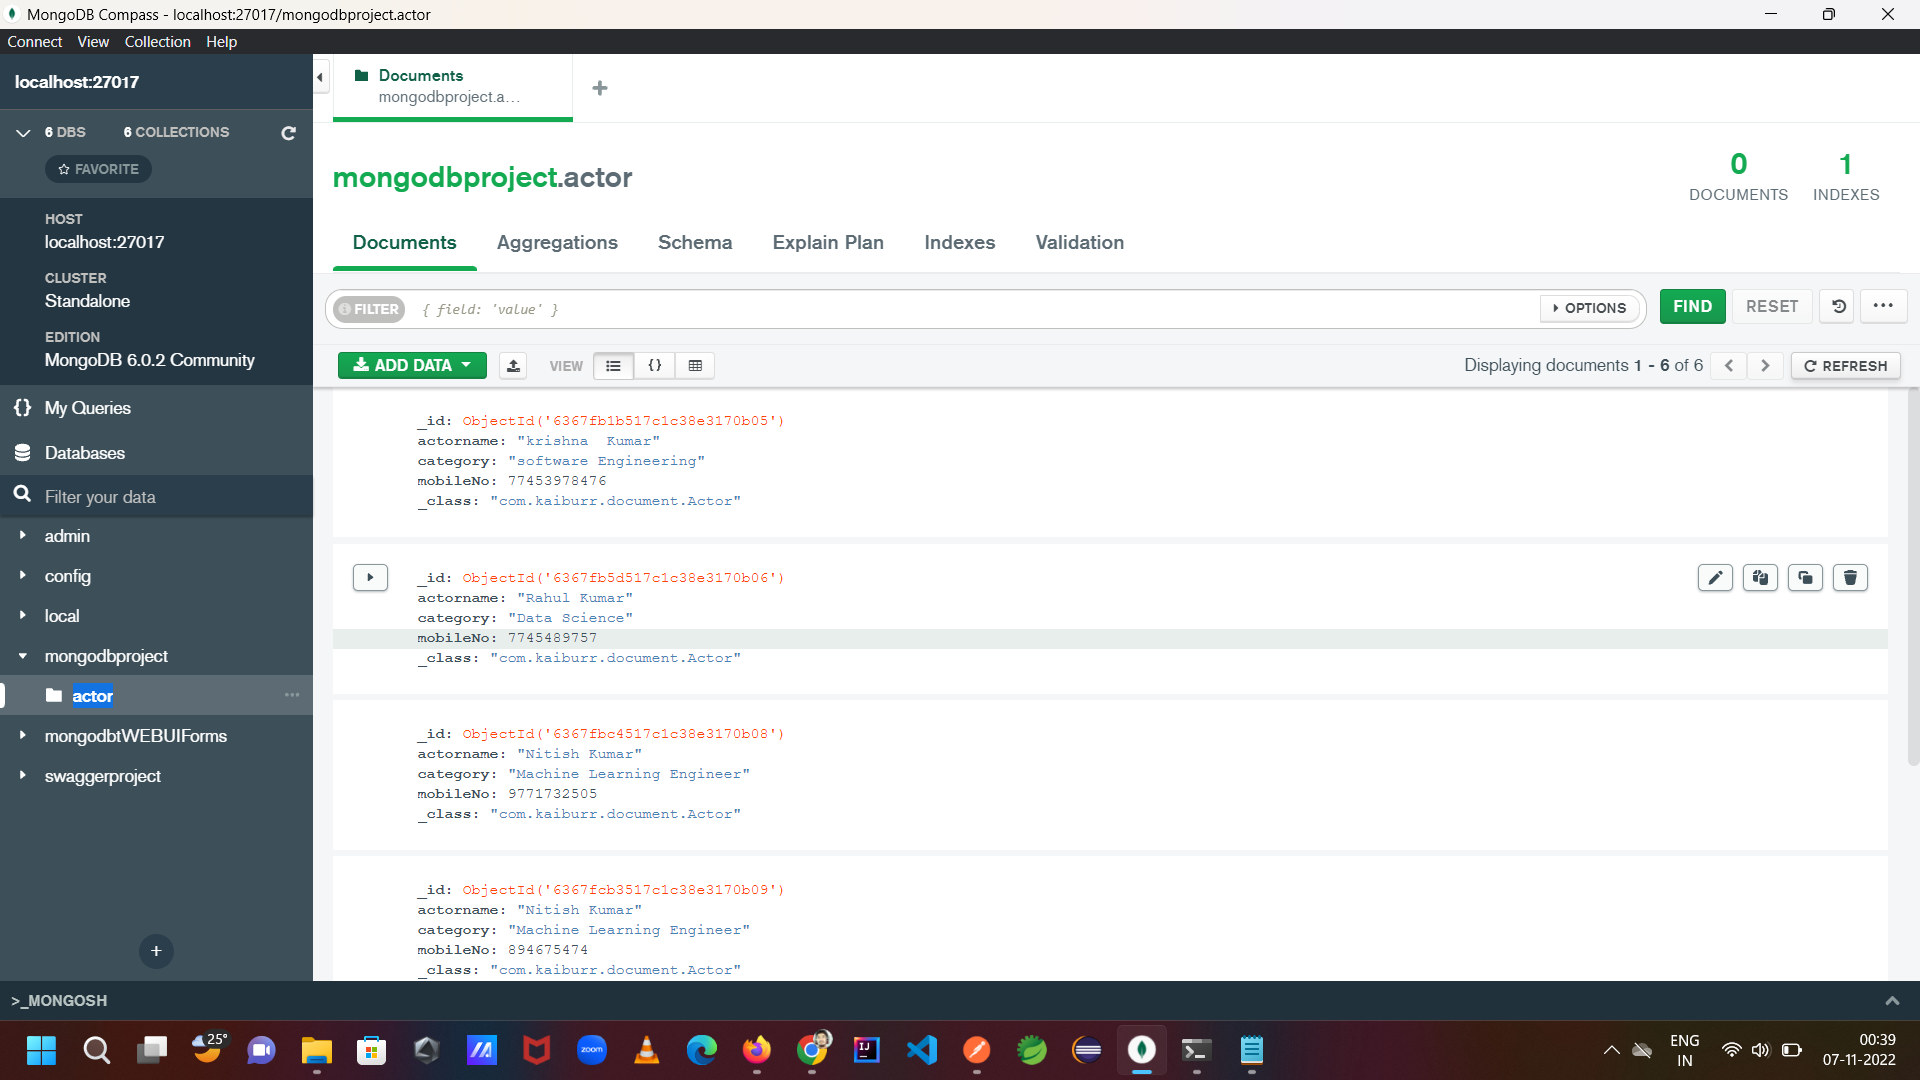 MongoDB Compass - localhost:27017/mongodbproject.actor
Connect View Collection Help
localhost:27017
6 DBS 6 COLLECTIONS
FAVORITE
HOST
localhost:27017
CLUSTER
Standalone
EDITION
MongoDB 6.0.2 Community
{} My Queries
Databases
Filter your data
admin
config
local
mongodbproject
actor
mongodbtWEBUIForms
swaggerproject
Documents
mongodbproject.a...
mongodbproject.actor
0
DOCUMENTS
1
INDEXES
Documents Aggregations Schema Explain Plan Indexes Validation
FILTER { field: 'value' } OPTIONS FIND RESET
ADD DATA VIEW {} Displaying documents 1 - 6 of 6 REFRESH
_id: ObjectId('6367fb1b517c1c38e3170b05')
actorname: "krishna  Kumar"
category: "software Engineering"
mobileNo: 77453978476
_class: "com.kaiburr.document.Actor"
_id: ObjectId('6367fb5d517c1c38e3170b06')
actorname: "Rahul Kumar"
category: "Data Science"
mobileNo: 7745489757
_class: "com.kaiburr.document.Actor"
_id: ObjectId('6367fbc4517c1c38e3170b08')
actorname: "Nitish Kumar"
category: "Machine Learning Engineer"
mobileNo: 9771732505
_class: "com.kaiburr.document.Actor"
_id: ObjectId('6367fcb3517c1c38e3170b09')
actorname: "Nitish Kumar"
category: "Machine Learning Engineer"
mobileNo: 894675474
_class: "com.kaiburr.document.Actor"
>_MONGOSH
25°
zoom
IJ
ENG
IN
00:39
07-11-2022